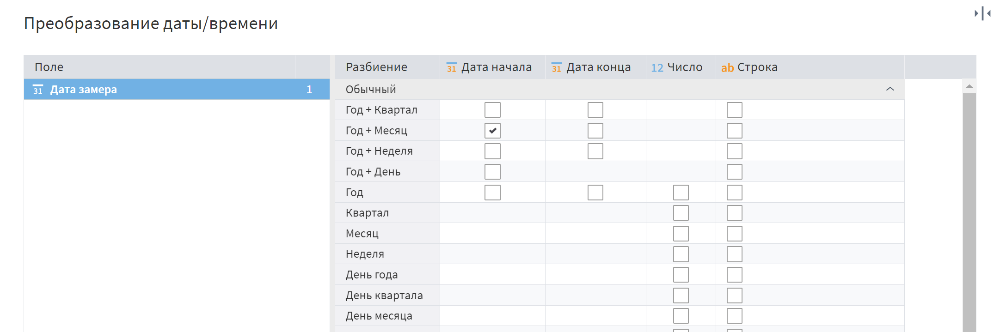 Преобразование даты/времени
Поле
Разбиение 31 Дата начала 31 Дата конца 12 Число ab Строка
31 Дата замера 1
Обычный
Год + Квартал
Год + Месяц
Год + Неделя
Год + День
Год
Квартал
Месяц
Неделя
День года
День квартала
День месяца